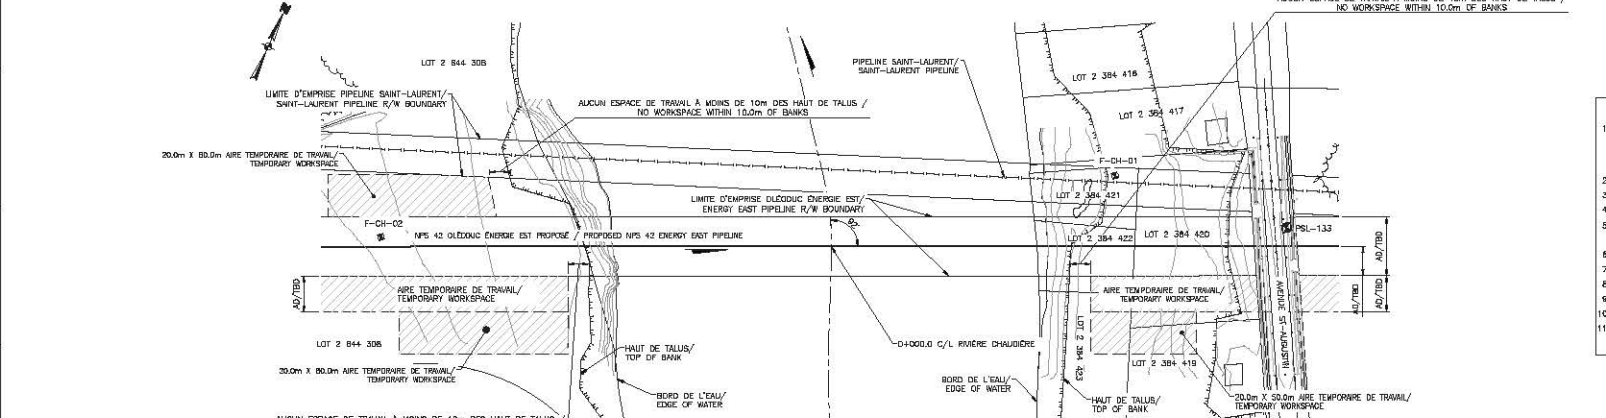 NO WORKSPACE WITHIN 10.0m OF BANKS
LOT 2 844 308
PIPELINE SAINT-LAURENT/
SAINT-LAURENT PIPELINE
LOT 2 384 416
LIMITE D'EMPRISE PIPELINE SAINT-LAURENT/
SAINT-LAURENT PIPELINE R/W BOUNDARY
AUCUN ESPACE DE TRAVAIL À MOINS DE 10m DES HAUT DE TALUS /
NO WORKSPACE WITHIN 10.0m OF BANKS
LOT 2 384 417
20.0m X 80.0m AIRE TEMPORAIRE DE TRAVAIL/
TEMPORARY WORKSPACE
F-CH-01
LIMITE D'EMPRISE OLÉODUC ÉNERGIE EST/
ENERGY EAST PIPELINE R/W BOUNDARY
LOT 2 384 421
F-CH-02
NPS 42 OLÉODUC ÉNERGIE EST PROPOSÉ / PROPOSED NPS 42 ENERGY EAST PIPELINE
LOT 2 384 422
LOT 2 384 420
PSL-133
AD/TBD
AD/TBD
AIRE TEMPORAIRE DE TRAVAIL/
TEMPORARY WORKSPACE
AIRE TEMPORAIRE DE TRAVAIL/
TEMPORARY WORKSPACE
AD/TBD
AD/TBD
AVENUE ST-AUGUSTIN
LOT 2 844 308
LOT 2 384 423
0+000.0 C/L RIVIÈRE CHAUDIÈRE
HAUT DE TALUS/
TOP OF BANK
LOT 2 384 419
BORD DE L'EAU/
EDGE OF WATER
BORD DE L'EAU/
EDGE OF WATER
HAUT DE TALUS/
TOP OF BANK
20.0m X 50.0m AIRE TEMPORAIRE DE TRAVAIL/
TEMPORARY WORKSPACE
X 80.0m AIRE TEMPORAIRE DE TRAVAIL/
TEMPORARY WORKSPACE